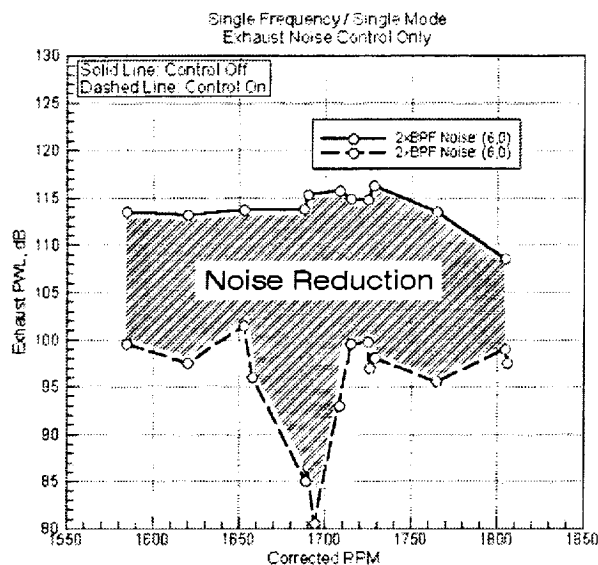 Single Frequency / Single Mode
Exhaust Noise Control Only
130
Solid Line: Control Off
Dashed Line: Control On
125
2xBPF Noise: (6,0)
2xBPF Noise: (6,0)
120
115
110
Noise Reduction
105
100
95
90
85
80
Exhaust PWL, dB
1550
1600
1650
1700
1750
1800
1850
Corrected RPM